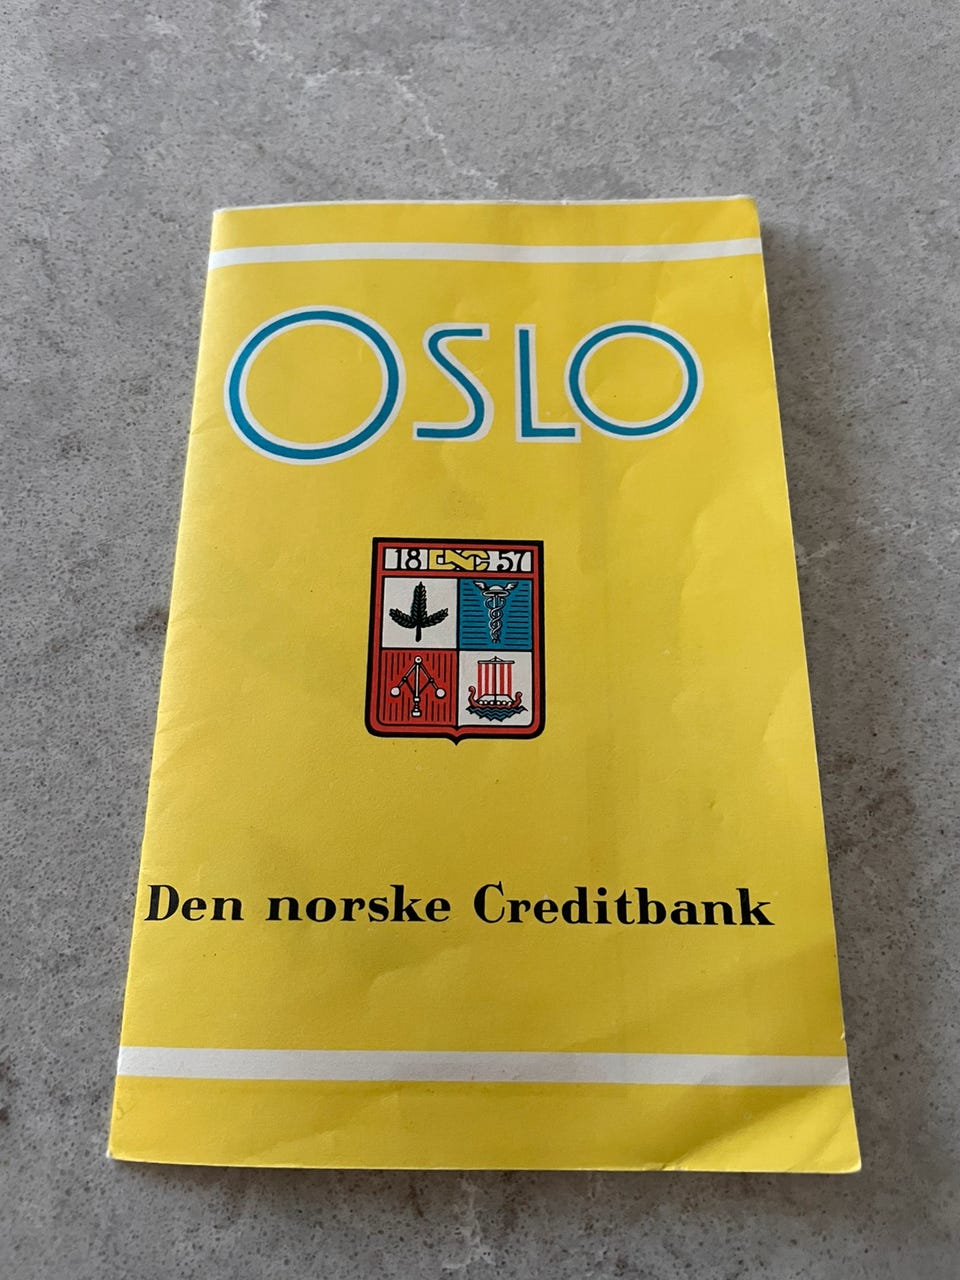 OSLO
18 DNC 57
Den norske Creditbank